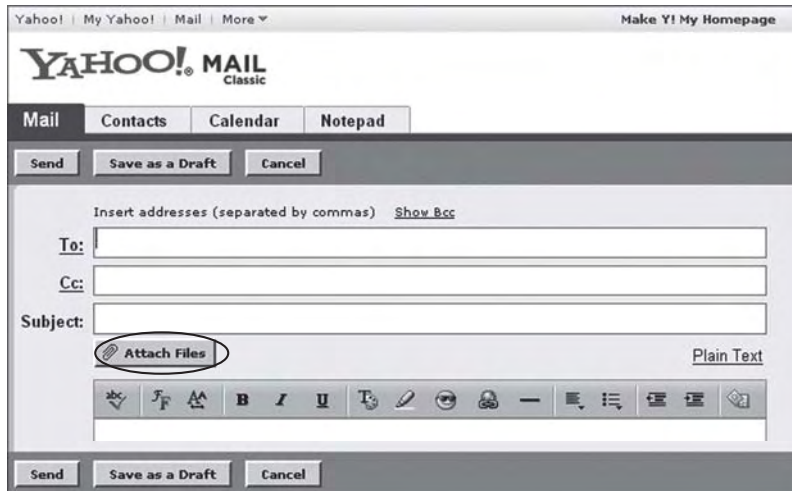 Yahoo! | My Yahoo! | Mail | More
Make Y! My Homepage
YAHOO!® MAIL
Classic
Mail Contacts Calendar Notepad
Send Save as a Draft Cancel
Insert addresses (separated by commas) Show Bcc
To:
Cc:
Subject:
Attach Files
Plain Text
abc F F A A B I U T
Send Save as a Draft Cancel